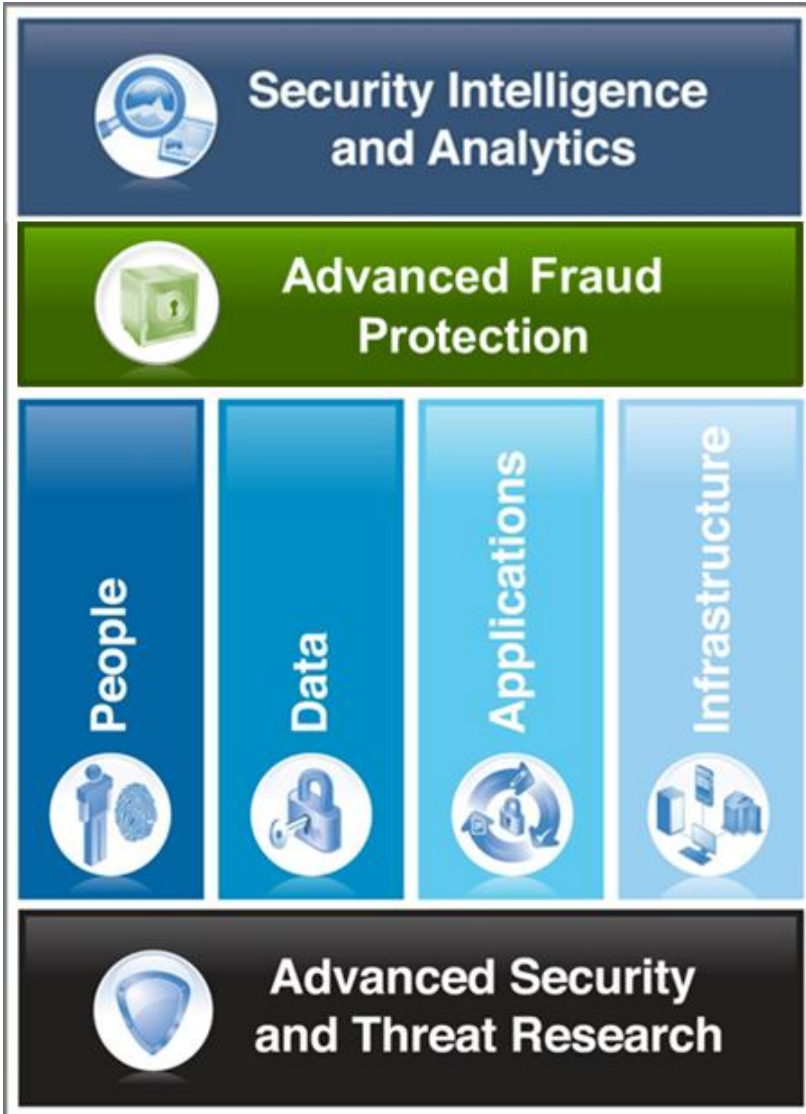 Security Intelligence
and Analytics
Advanced Fraud
Protection
People
Data
Applications
Infrastructure
Advanced Security
and Threat Research